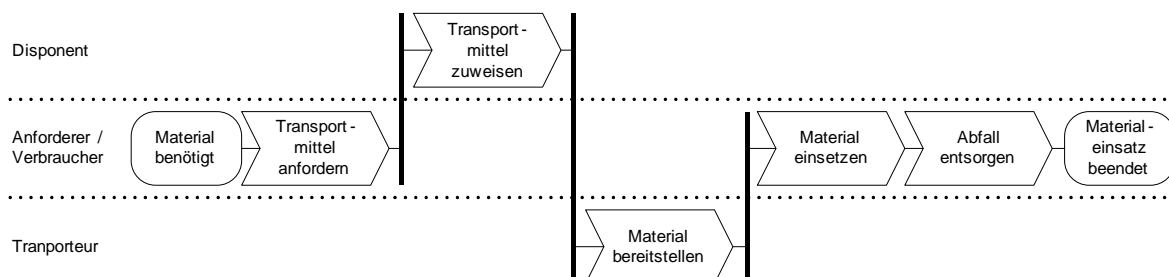 Disponent
Transport-
mittel
zuweisen
Anforderer /
Verbraucher
Material
benötigt
Transport-
mittel
anfordern
Material
einsetzen
Abfall
entsorgen
Material-
einsatz
beendet
Tranporteur
Material
bereitstellen